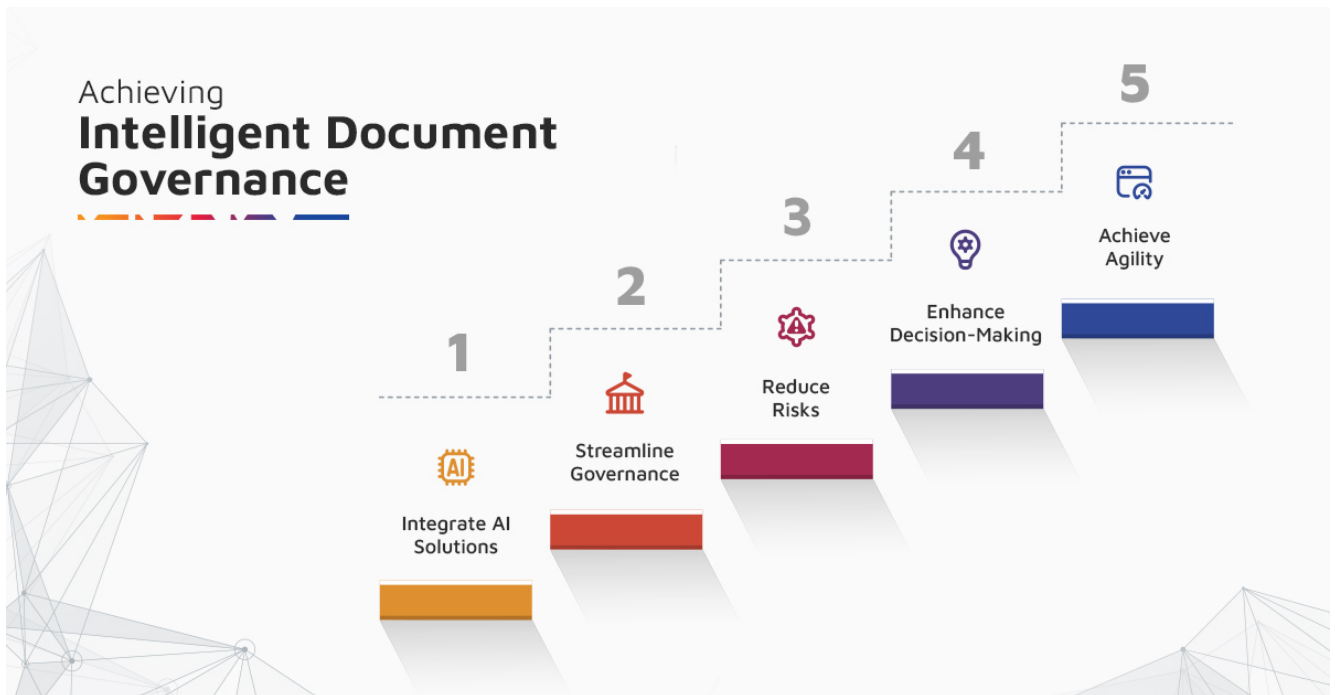 Achieving
Intelligent Document
Governance
1
AI
Integrate AI
Solutions
2
Streamline
Governance
3
Reduce
Risks
4
Enhance
Decision-Making
5
Achieve
Agility